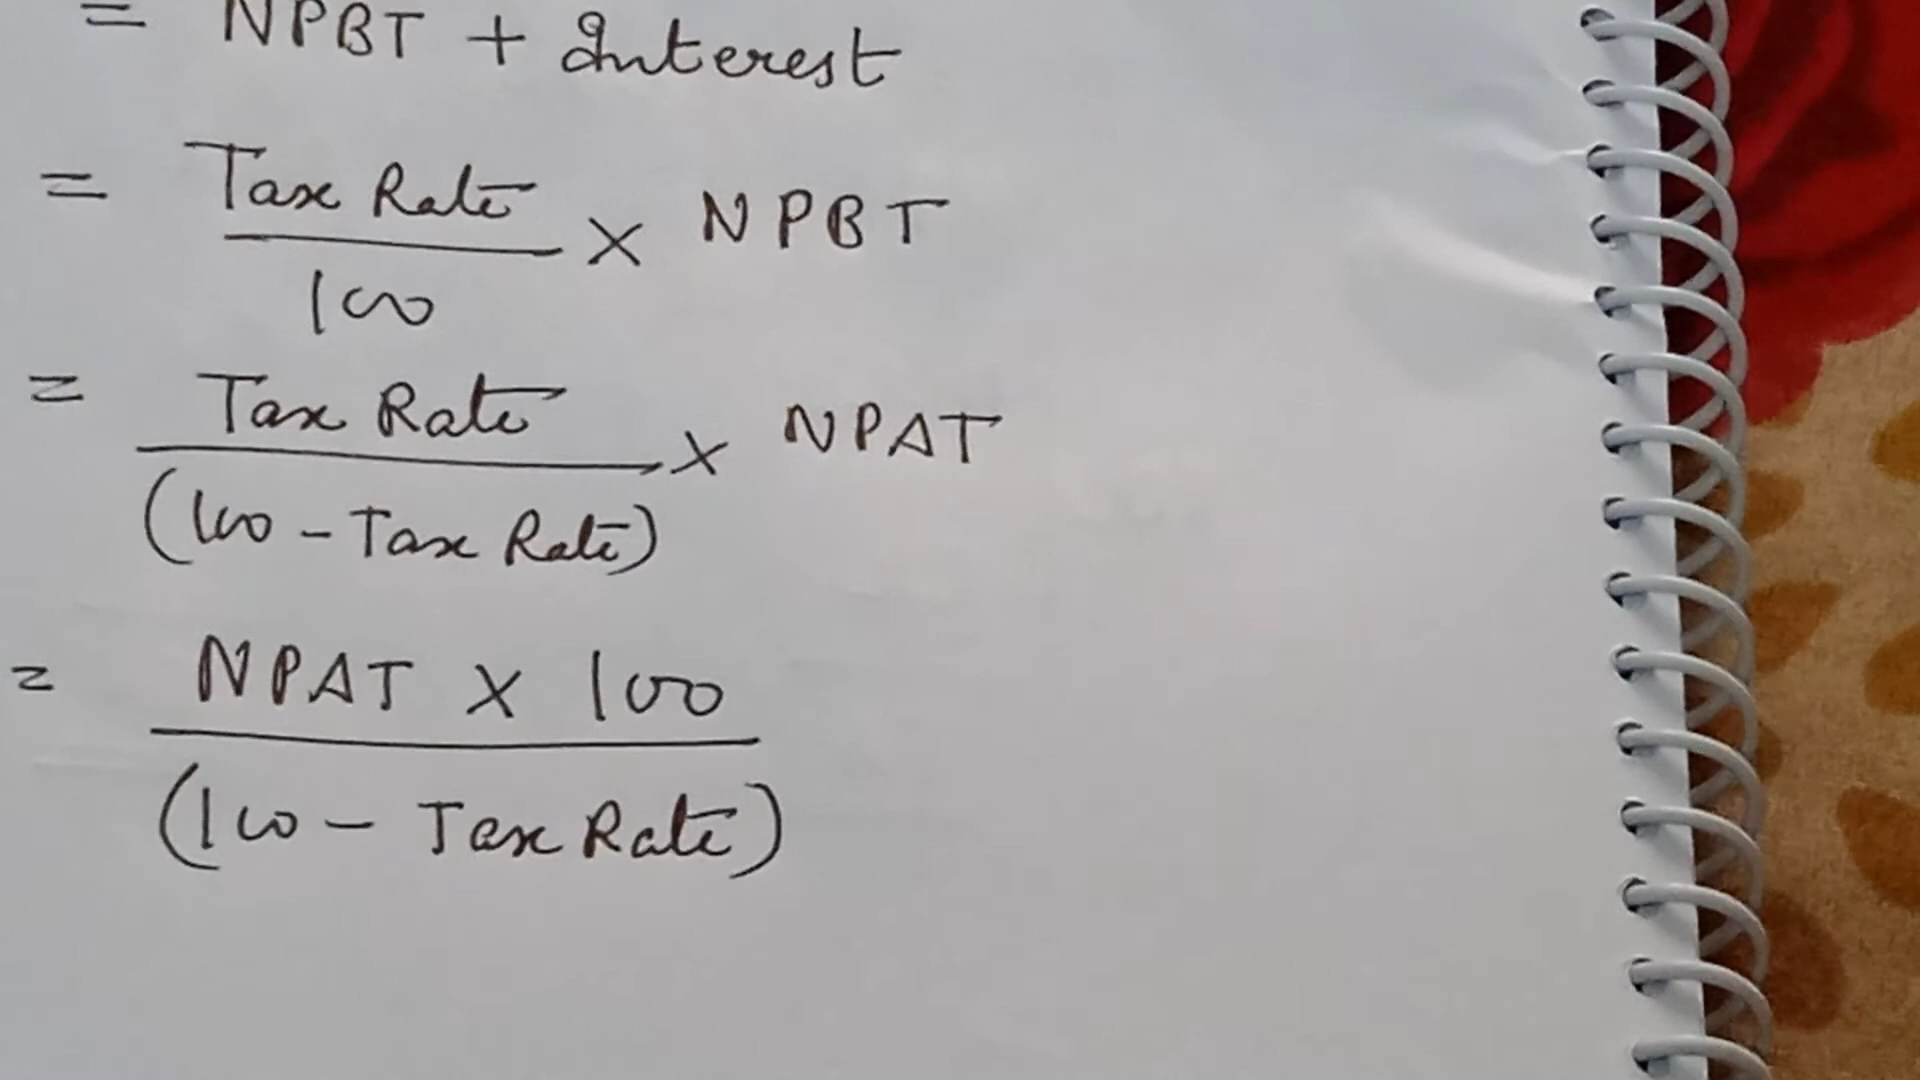 = NPBT + Interest
= Tax Rate / 100 × NPBT
= Tax Rate / (100 - Tax Rate) × NPAT
= NPAT × 100 / (100 - Tax Rate)